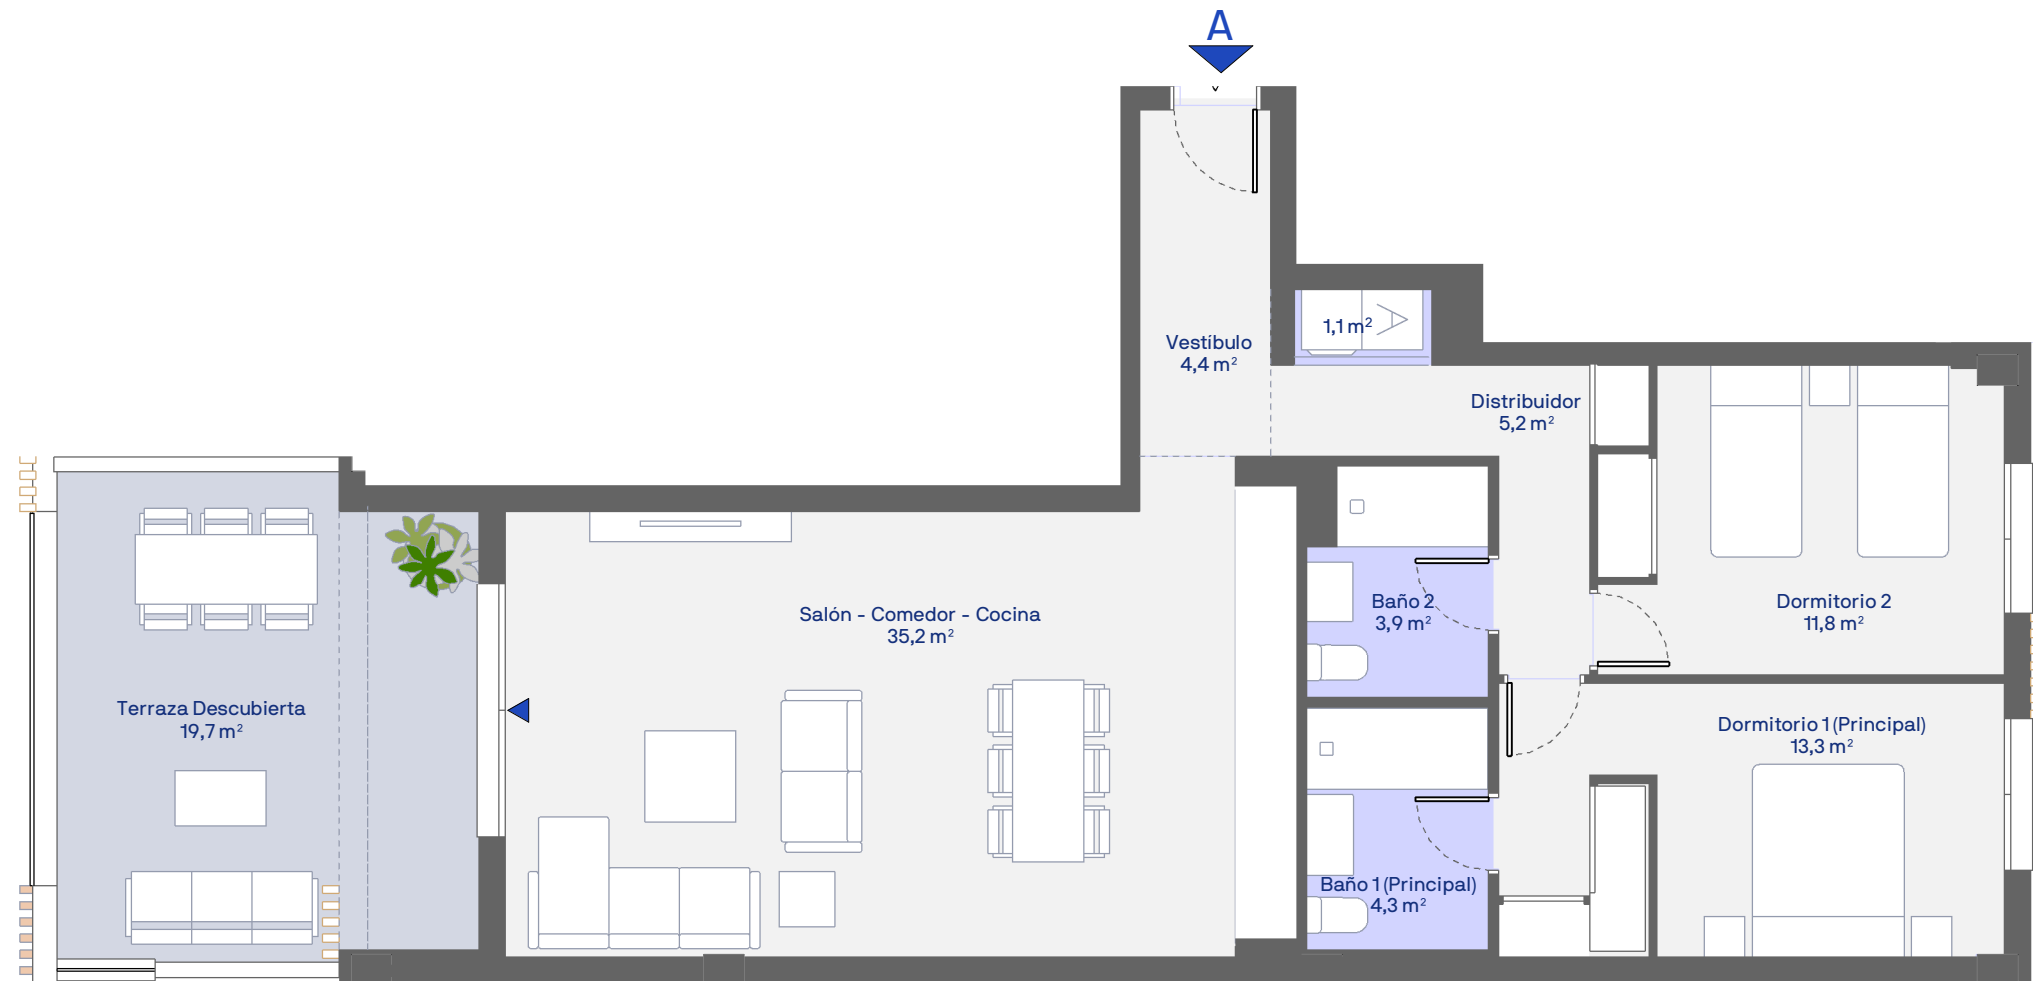 A
1,1 m²
Vestíbulo
4,4 m²
Distribuidor
5,2 m²
Baño 2
3,9 m²
Dormitorio 2
11,8 m²
Salón - Comedor - Cocina
35,2 m²
Terraza Descubierta
19,7 m²
Dormitorio 1 (Principal)
13,3 m²
Baño 1 (Principal)
4,3 m²